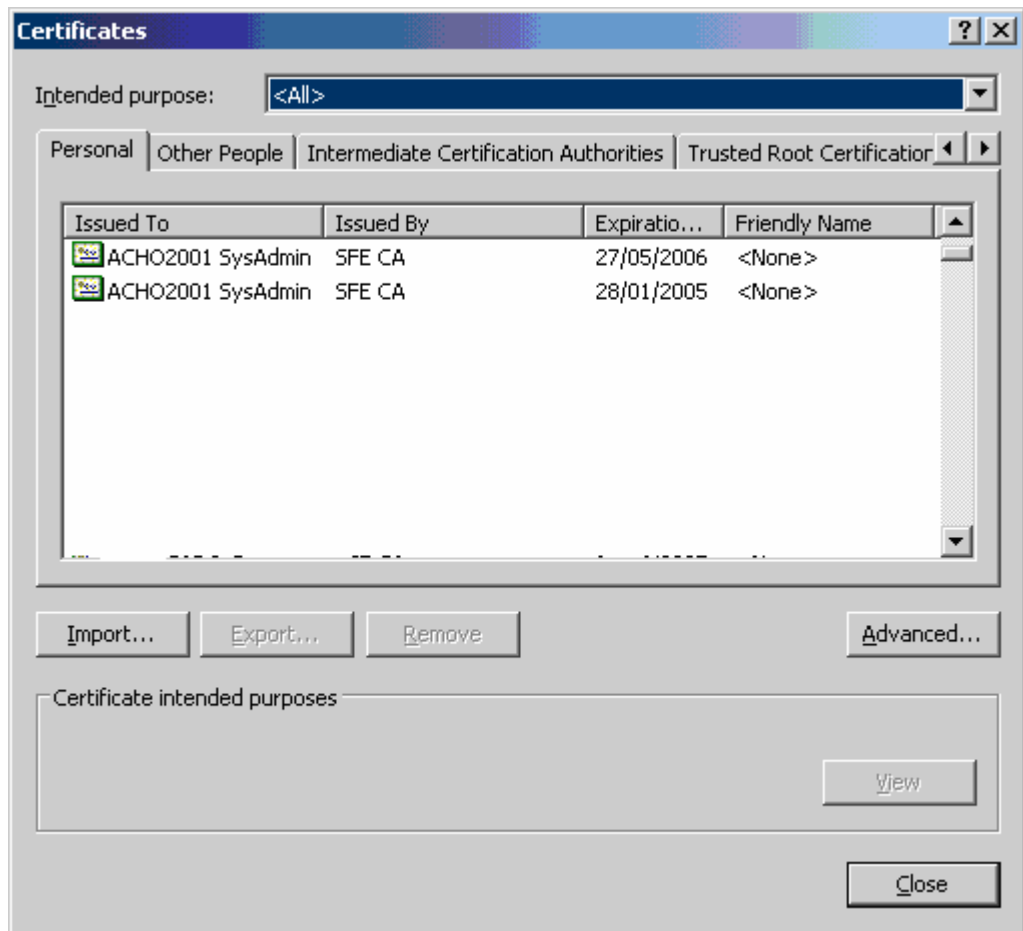 Certificates
Intended purpose: <All>
Personal Other People Intermediate Certification Authorities Trusted Root Certification
Issued To Issued By Expiratio... Friendly Name
ACHO2001 SysAdmin SFE CA 27/05/2006 <None>
ACHO2001 SysAdmin SFE CA 28/01/2005 <None>
Import... Export... Remove Advanced...
Certificate intended purposes
View
Close